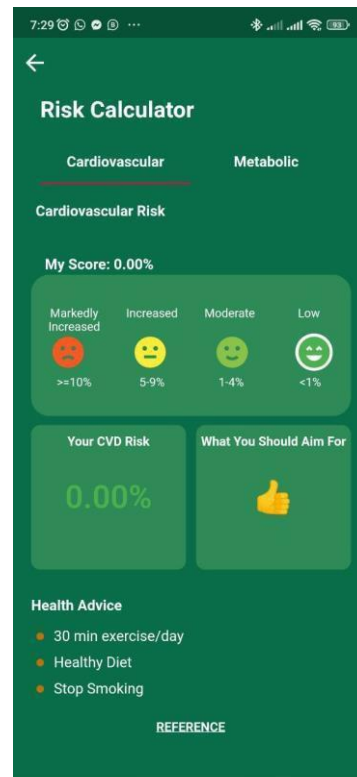 7:29
93
Risk Calculator
Cardiovascular Metabolic
Cardiovascular Risk
My Score: 0.00%
Markedly Increased Increased Moderate Low
>=10% 5-9% 1-4% <1%
Your CVD Risk What You Should Aim For
0.00%
Health Advice
30 min exercise/day
Healthy Diet
Stop Smoking
REFERENCE